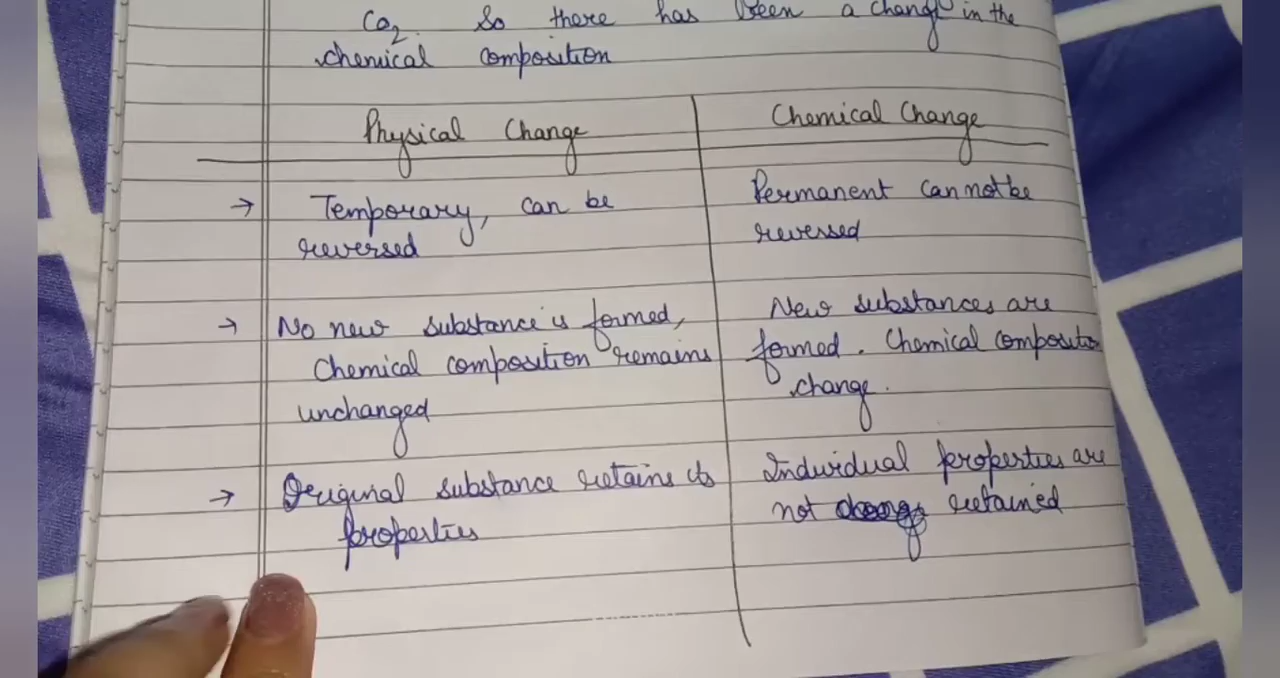 Co2. So there has been a change in the
chemical composition
Physical Change
Chemical Change
→ Temporary, can be
reversed
Permanent cannot be
reversed
→ No new substance is formed,
Chemical composition remains
unchanged
New substances are
formed. Chemical composition
change.
→ Original substance retains its
properties
Individual properties are
not retained